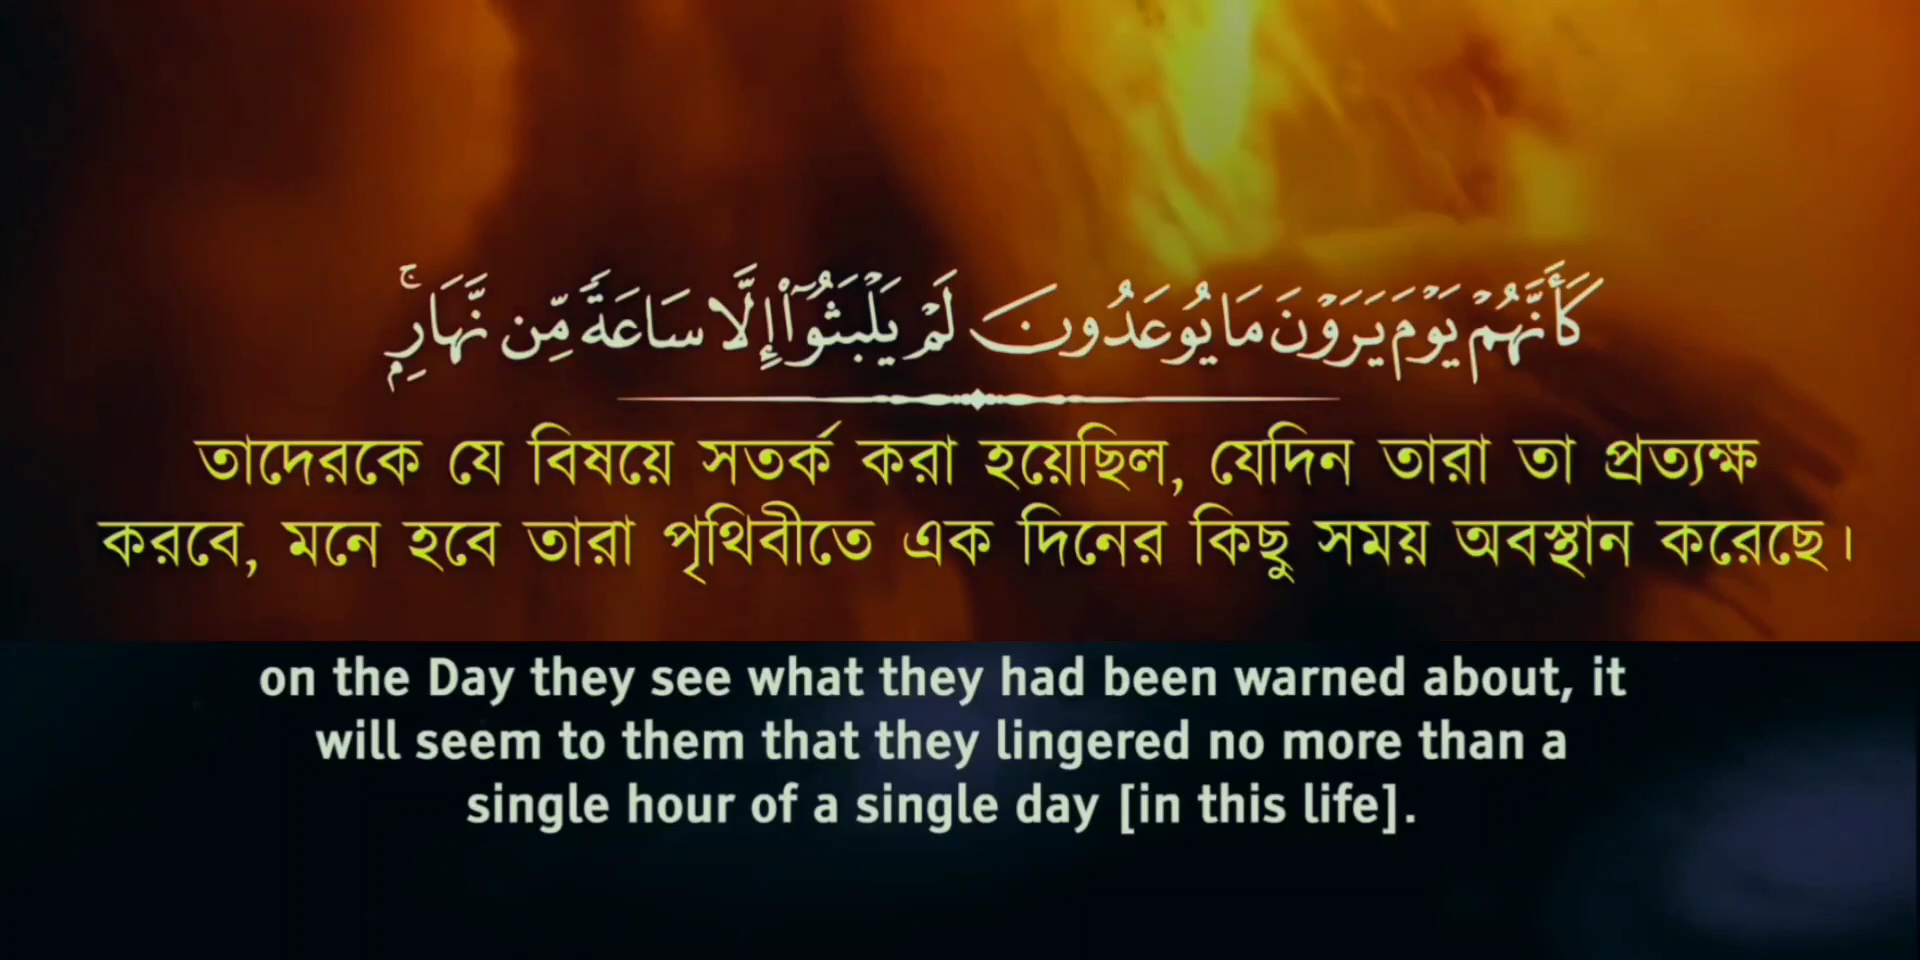 كَأَنَّهُمْ يَوْمَ يَرَوْنَ مَا يُوعَدُونَ لَمْ يَلْبَثُوٓا۟ إِلَّا سَاعَةً مِّن نَّهَارٍۭ ۚ
তাদেরকে যে বিষয়ে সতর্ক করা হয়েছিল, যেদিন তারা তা প্রত্যক্ষ
করবে, মনে হবে তারা পৃথিবীতে এক দিনের কিছু সময় অবস্থান করেছে।
on the Day they see what they had been warned about, it
will seem to them that they lingered no more than a
single hour of a single day [in this life].